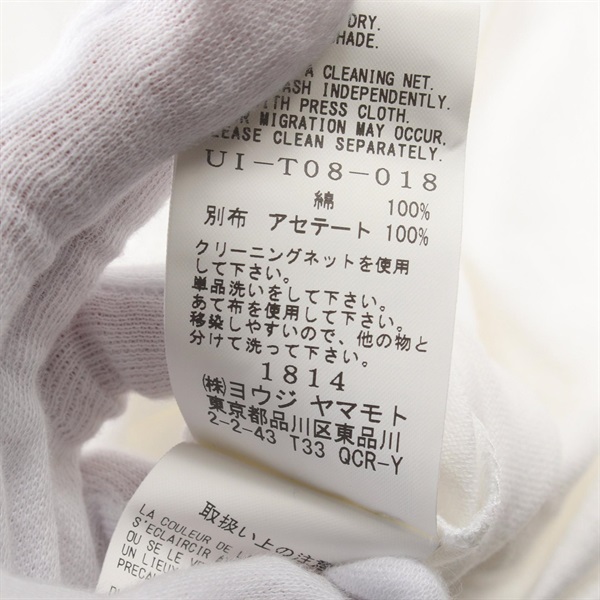 DRY.
SHADE.
A CLEANING NET.
ASH INDEPENDENTLY.
WITH PRESS CLOTH.
MIGRATION MAY OCCUR.
EASE CLEAN SEPARATELY.
UI-T08-018
綿 100%
別布 アセテート 100%
クリーニングネットを使用
して下さい。
単品洗いをして下さい。
あて布を使用して下さい。
移染しやすいので、他の物と
分けて洗って下さい。
1814
(株)ヨウジ ヤマモト
東京都品川区東品川
2-2-43 T33 QCR-Y
取扱い上の注意
LA COULEUR DE L
S'ECLAIRCIR
OU SE LE
UN LIEU
PRECA